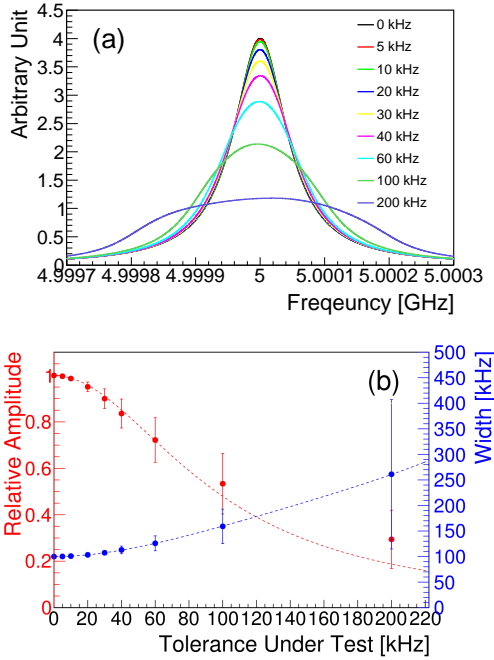 Arbitrary Unit
(a)
4.5
4
3.5
3
2.5
2
1.5
1
0.5
0
0 kHz
5 kHz
10 kHz
20 kHz
30 kHz
40 kHz
60 kHz
100 kHz
200 kHz
4.9997 4.9998 4.9999 5 5.0001 5.0002 5.0003
Freqeuncy [GHz]
(b)
Relative Amplitude
1
0.8
0.6
0.4
0.2
0
Width [kHz]
500
450
400
350
300
250
200
150
100
50
0
0 20 40 60 80 100 120 140 160 180 200 220
Tolerance Under Test [kHz]